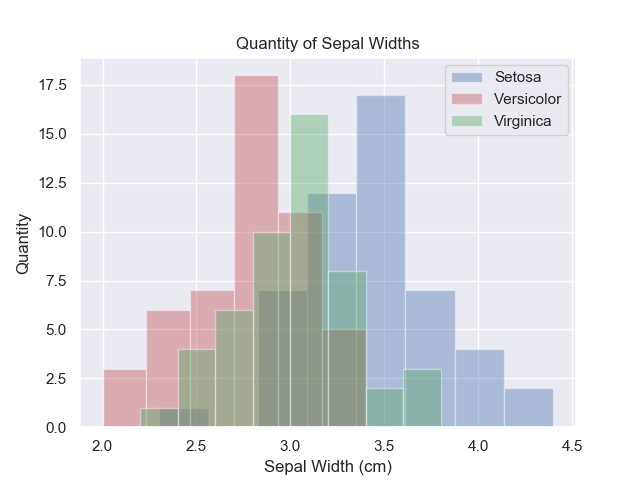 Quantity of Sepal Widths
Setosa
Versicolor
Virginica
17.5
15.0
12.5
10.0
7.5
5.0
2.5
0.0
Quantity
2.0 2.5 3.0 3.5 4.0 4.5
Sepal Width (cm)